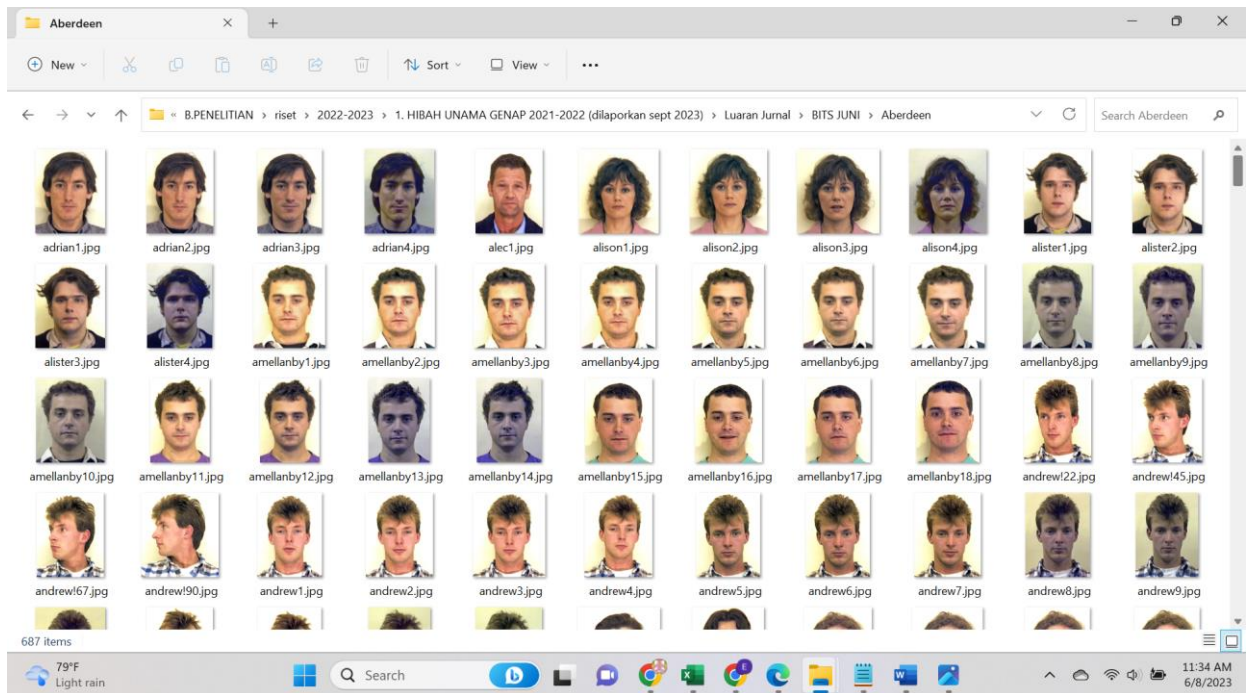 Aberdeen
New Sort View
« B.PENELITIAN > riset > 2022-2023 > 1. HIBAH UNAMA GENAP 2021-2022 (dilaporkan sept 2023) > Luaran Jurnal > BITS JUNI > Aberdeen Search Aberdeen
adrian1.jpg adrian2.jpg adrian3.jpg adrian4.jpg alec1.jpg alison1.jpg alison2.jpg alison3.jpg alison4.jpg alister1.jpg alister2.jpg
alister3.jpg alister4.jpg amellanby1.jpg amellanby2.jpg amellanby3.jpg amellanby4.jpg amellanby5.jpg amellanby6.jpg amellanby7.jpg amellanby8.jpg amellanby9.jpg
amellanby10.jpg amellanby11.jpg amellanby12.jpg amellanby13.jpg amellanby14.jpg amellanby15.jpg amellanby16.jpg amellanby17.jpg amellanby18.jpg andrew!22.jpg andrew!45.jpg
andrew!67.jpg andrew!90.jpg andrew1.jpg andrew2.jpg andrew3.jpg andrew4.jpg andrew5.jpg andrew6.jpg andrew7.jpg andrew8.jpg andrew9.jpg
687 items
79°F Search 11:34 AM
Light rain 6/8/2023